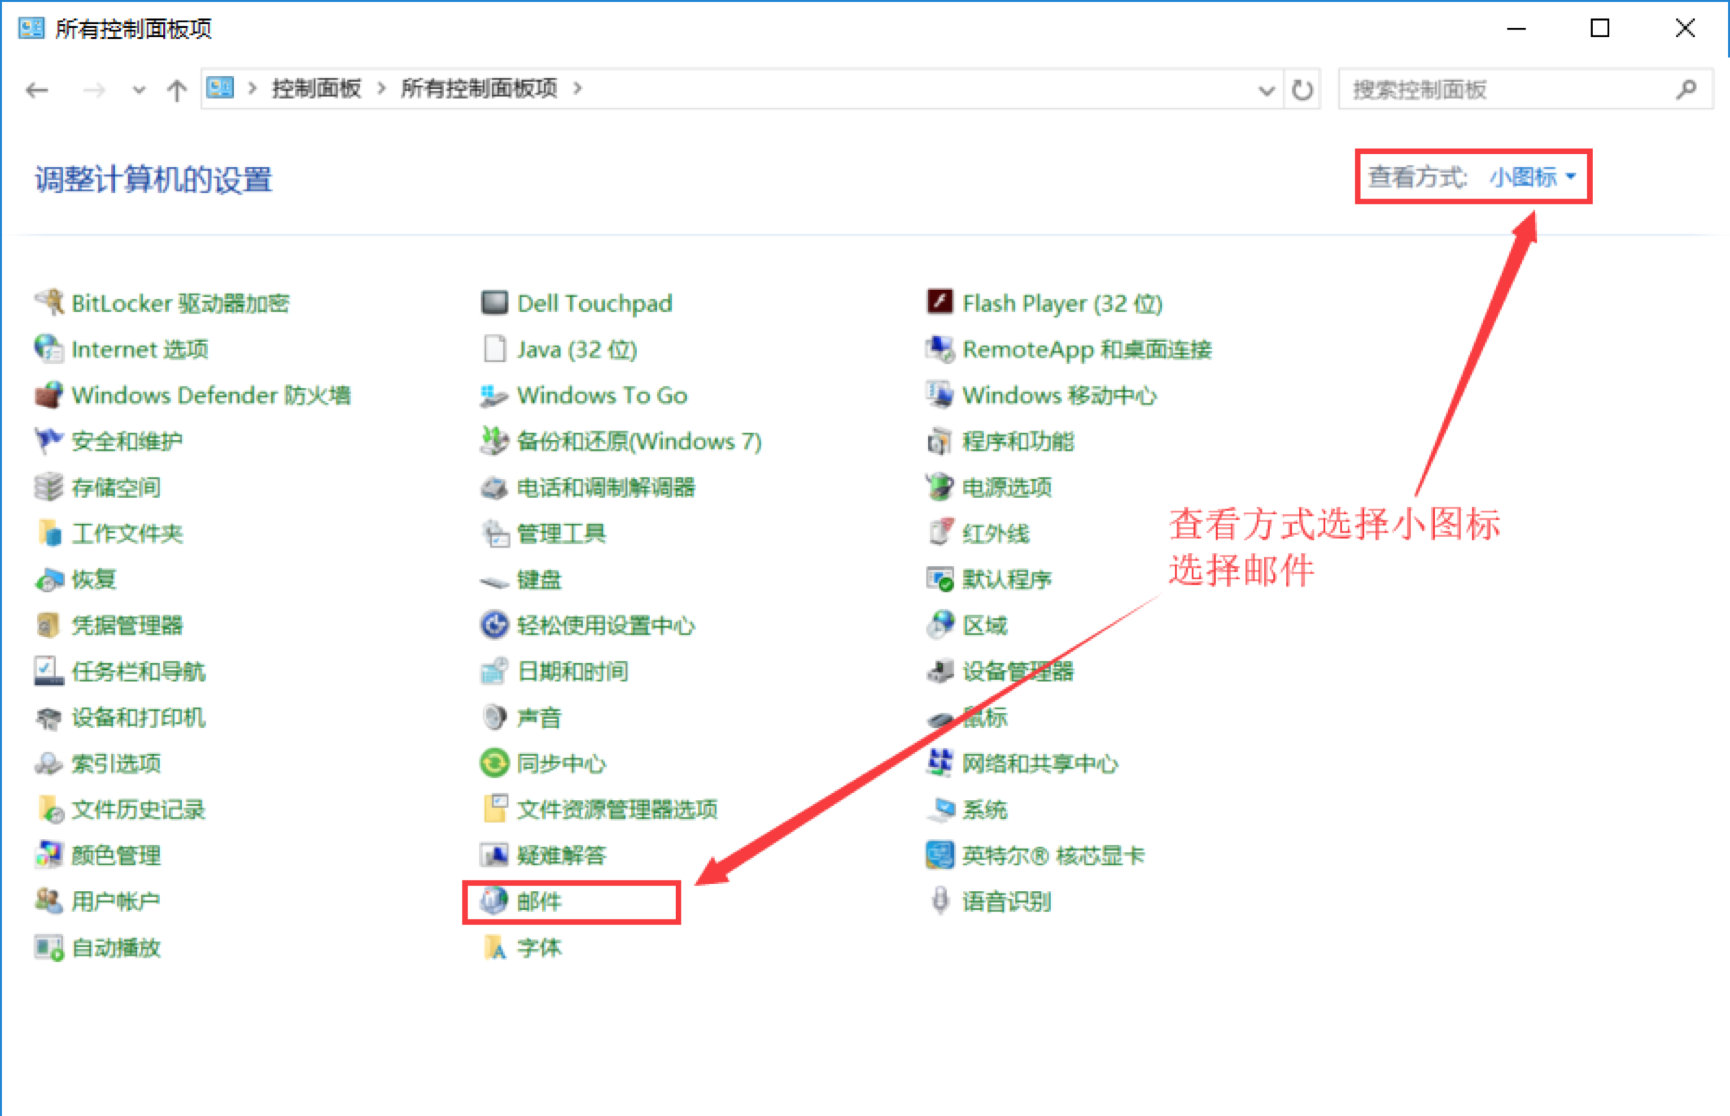 所有控制面板项
控制面板 所有控制面板项
搜索控制面板
调整计算机的设置
查看方式: 小图标
BitLocker 驱动器加密
Dell Touchpad
Flash Player (32 位)
Internet 选项
Java (32 位)
RemoteApp 和桌面连接
Windows Defender 防火墙
Windows To Go
Windows 移动中心
安全和维护
备份和还原(Windows 7)
程序和功能
存储空间
电话和调制解调器
电源选项
工作文件夹
管理工具
红外线
查看方式选择小图标
选择邮件
恢复
键盘
默认程序
凭据管理器
轻松使用设置中心
区域
任务栏和导航
日期和时间
设备管理器
设备和打印机
声音
鼠标
索引选项
同步中心
网络和共享中心
文件历史记录
文件资源管理器选项
系统
颜色管理
疑难解答
英特尔® 核芯显卡
用户帐户
邮件
语音识别
自动播放
字体